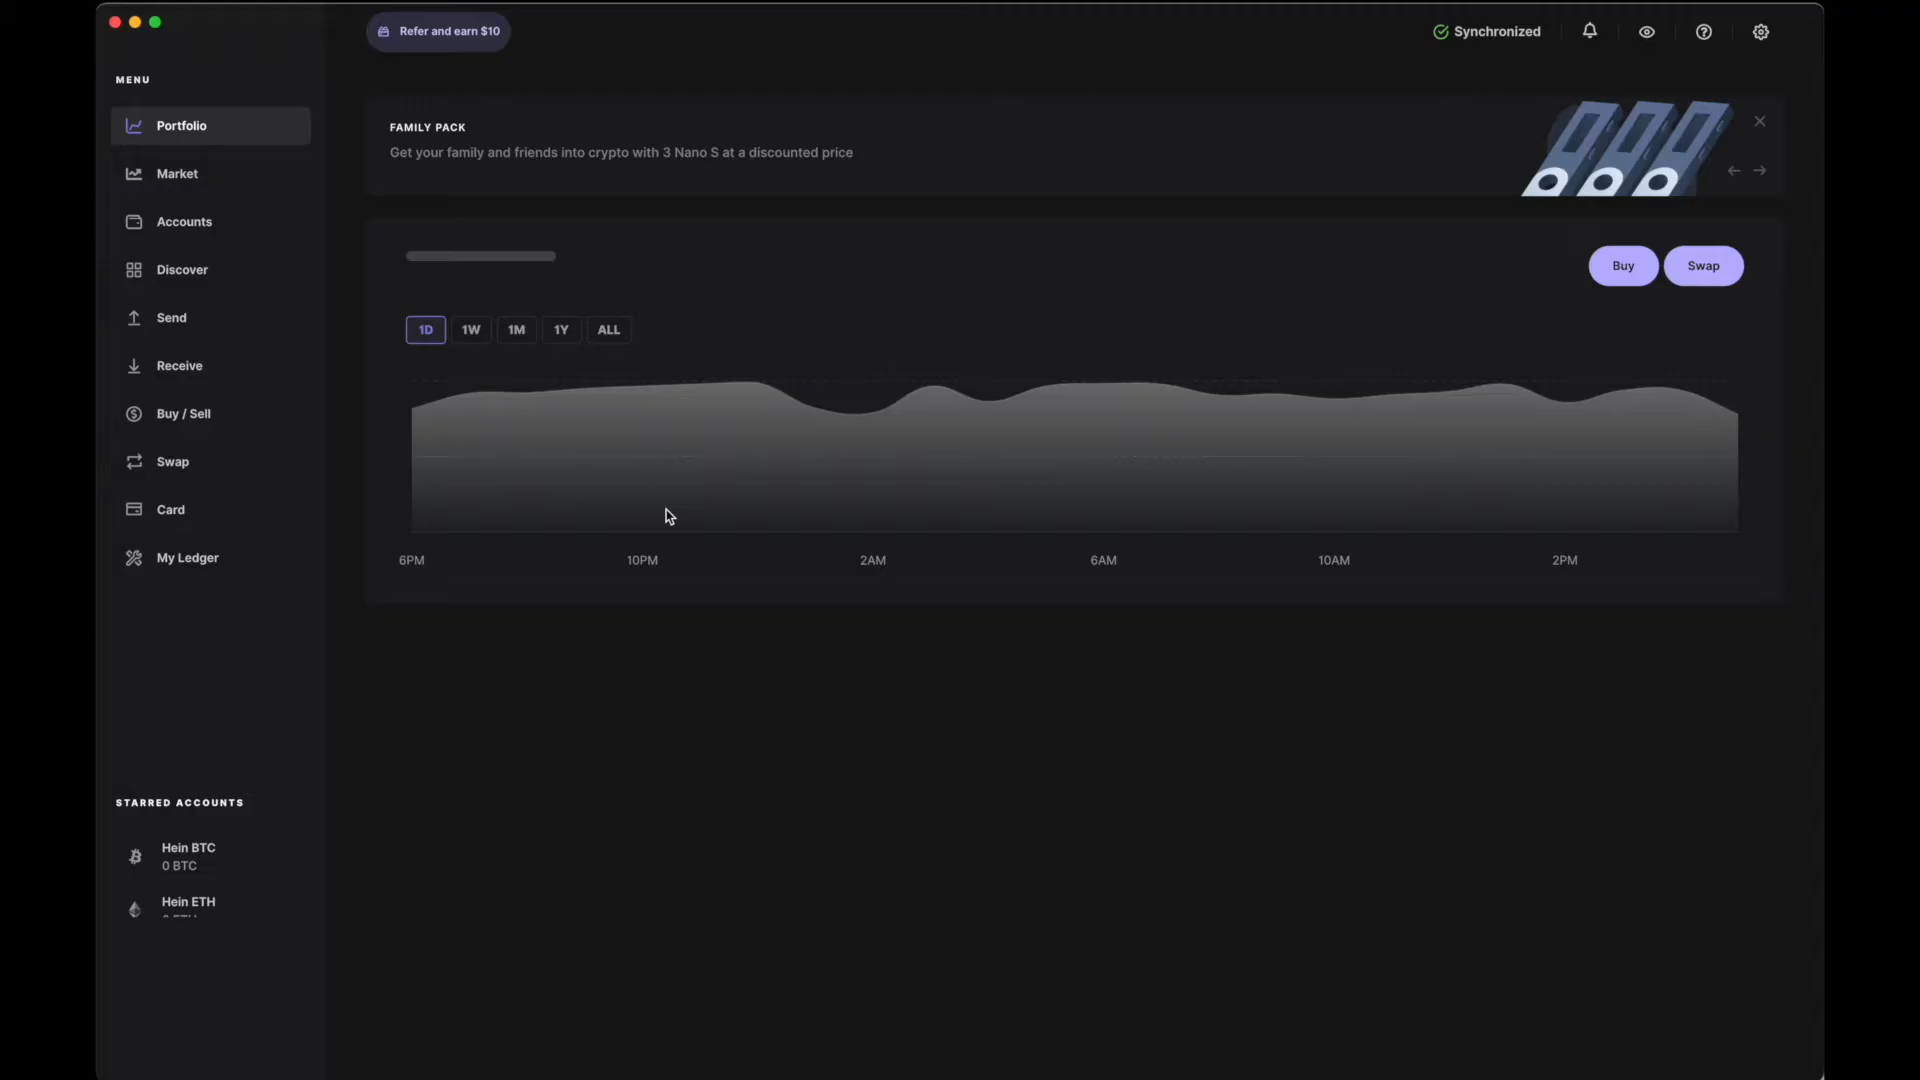 Refer and earn $10
Synchronized
MENU
Portfolio
Market
Accounts
Discover
Send
Receive
Buy / Sell
Swap
Card
My Ledger
STARRED ACCOUNTS
Hein BTC
0 BTC
Hein ETH
FAMILY PACK
Get your family and friends into crypto with 3 Nano S at a discounted price
Buy
Swap
1D 1W 1M 1Y ALL
6PM 10PM 2AM 6AM 10AM 2PM